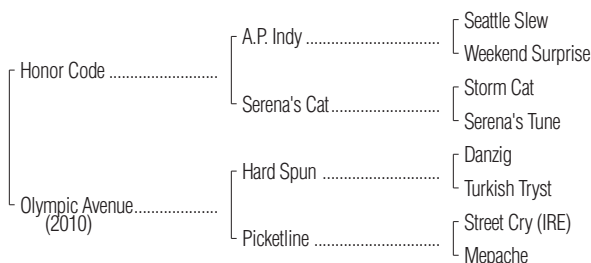 Seattle Slew
A.P. Indy ..........................................
Weekend Surprise
Honor Code .................................
Storm Cat
Serena's Cat..................................
Serena's Tune
Danzig
Hard Spun .....................................
Turkish Tryst
Olympic Avenue..........................
(2010)
Street Cry (IRE)
Picketline .......................................
Mepache